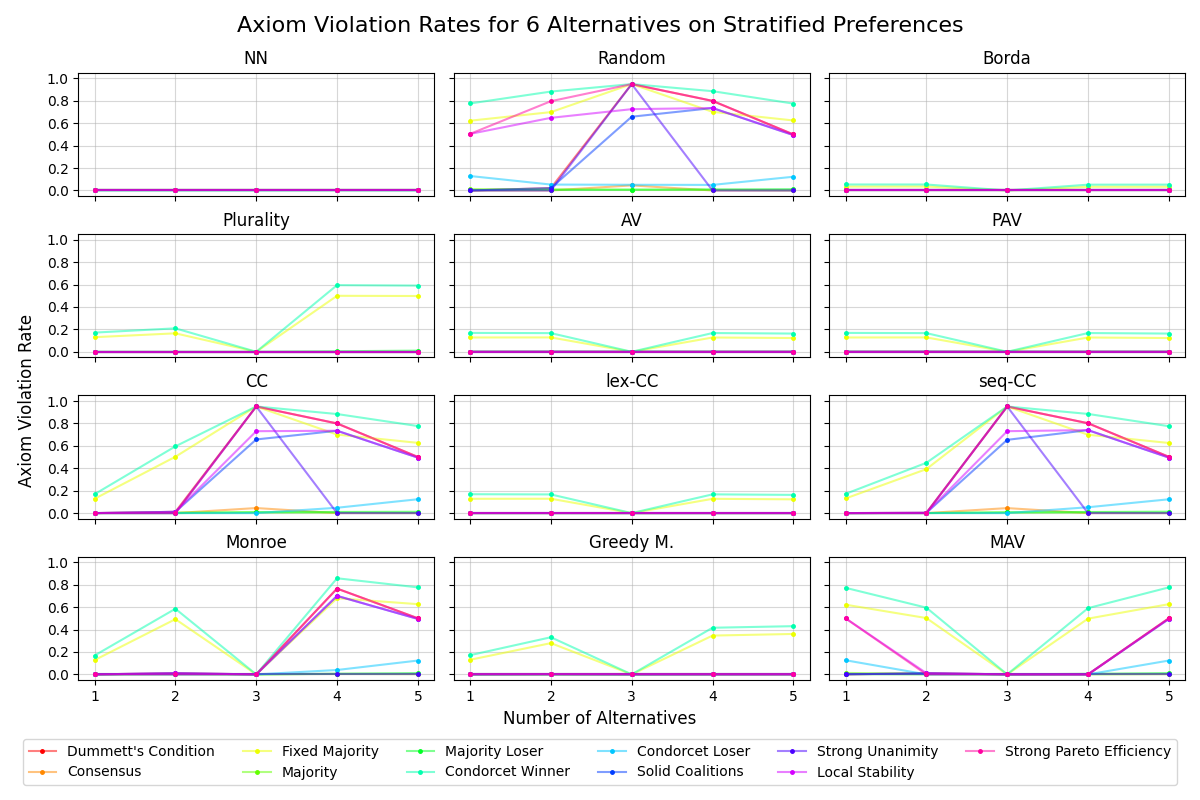 Axiom Violation Rates for 6 Alternatives on Stratified Preferences
NN Random Borda
1.0
0.8
0.6
0.4
0.2
0.0
Plurality AV PAV
1.0
0.8
0.6
0.4
0.2
0.0
Axiom Violation Rate
CC lex-CC seq-CC
1.0
0.8
0.6
0.4
0.2
0.0
Monroe Greedy M. MAV
1.0
0.8
0.6
0.4
0.2
0.0
1 2 3 4 5 1 2 3 4 5 1 2 3 4 5
Number of Alternatives
Dummett's Condition Fixed Majority Majority Loser Condorcet Loser Strong Unanimity Strong Pareto Efficiency
Consensus Majority Condorcet Winner Solid Coalitions Local Stability